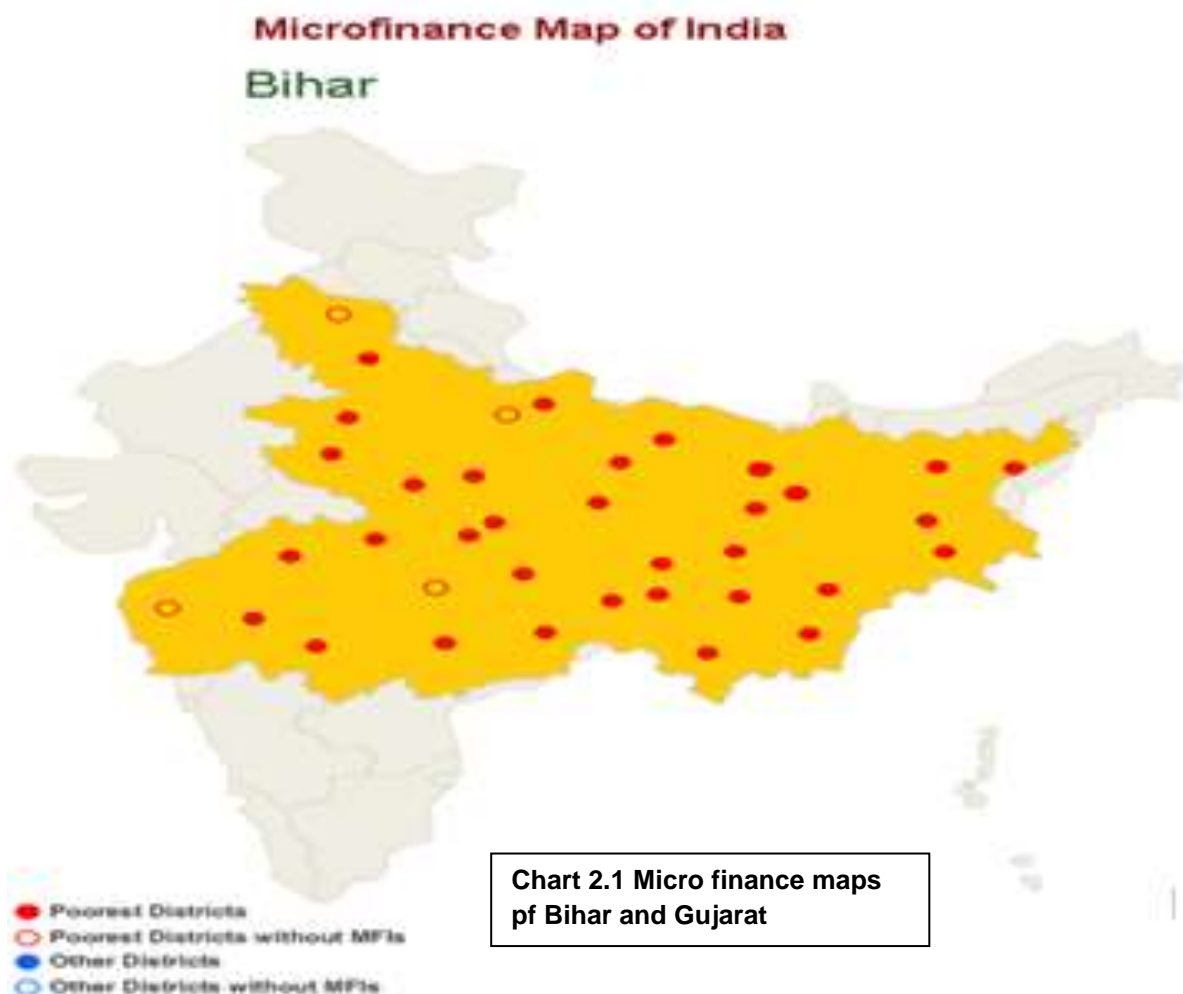 Microfinance Map of India
Bihar
Chart 2.1 Micro finance maps
pf Bihar and Gujarat
Poorest Districts
Poorest Districts without MFIs
Other Districts
Other Districts without MFIs